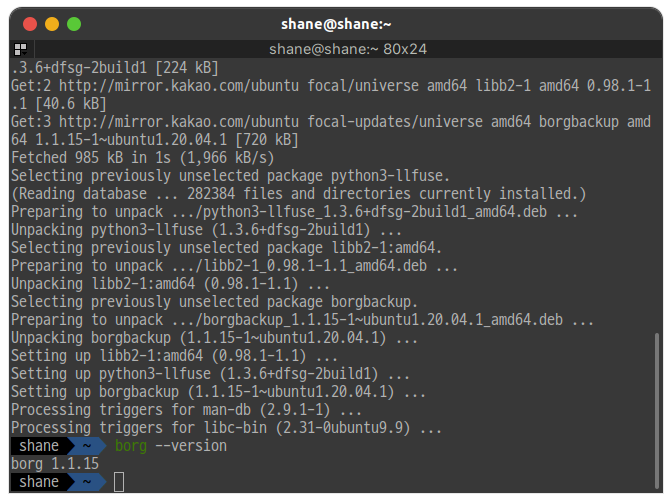 shane@shane:~
shane@shane:~ 80x24
.3.6+dfsg-2build1 [224 kB]
Get:2 http://mirror.kakao.com/ubuntu focal/universe amd64 libb2-1 amd64 0.98.1-1
.1 [40.6 kB]
Get:3 http://mirror.kakao.com/ubuntu focal-updates/universe amd64 borgbackup amd
64 1.1.15-1~ubuntu1.20.04.1 [720 kB]
Fetched 985 kB in 1s (1,966 kB/s)
Selecting previously unselected package python3-llfuse.
(Reading database ... 282384 files and directories currently installed.)
Preparing to unpack .../python3-llfuse_1.3.6+dfsg-2build1_amd64.deb ...
Unpacking python3-llfuse (1.3.6+dfsg-2build1) ...
Selecting previously unselected package libb2-1:amd64.
Preparing to unpack .../libb2-1_0.98.1-1.1_amd64.deb ...
Unpacking libb2-1:amd64 (0.98.1-1.1) ...
Selecting previously unselected package borgbackup.
Preparing to unpack .../borgbackup_1.1.15-1~ubuntu1.20.04.1_amd64.deb ...
Unpacking borgbackup (1.1.15-1~ubuntu1.20.04.1) ...
Setting up libb2-1:amd64 (0.98.1-1.1) ...
Setting up python3-llfuse (1.3.6+dfsg-2build1) ...
Setting up borgbackup (1.1.15-1~ubuntu1.20.04.1) ...
Processing triggers for man-db (2.9.1-1) ...
Processing triggers for libc-bin (2.31-0ubuntu9.9) ...
shane ~ borg --version
borg 1.1.15
shane ~